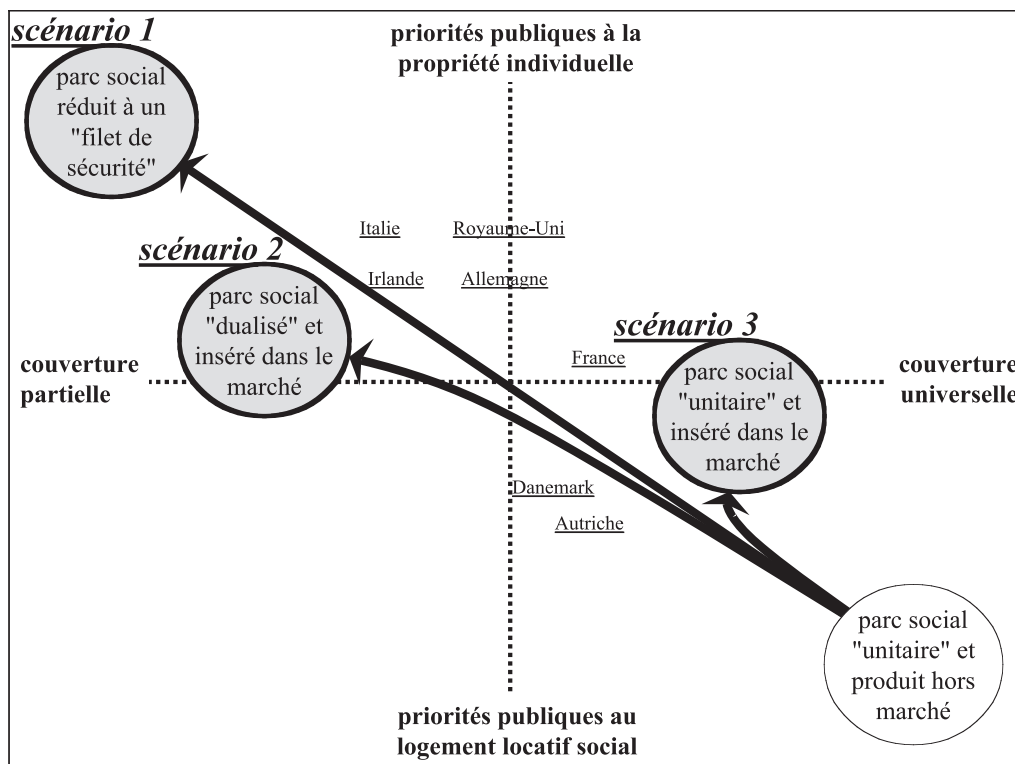 scénario 1
priorités publiques à la
propriété individuelle
parc social
réduit à un
"filet de
sécurité"
Italie
Royaume-Uni
scénario 2
Irlande
Allemagne
parc social
"dualisé" et
inséré dans le
marché
scénario 3
France
couverture
partielle
couverture
universelle
parc social
"unitaire" et
inséré dans le
marché
Danemark
Autriche
parc social
"unitaire" et
produit hors
marché
priorités publiques au
logement locatif social